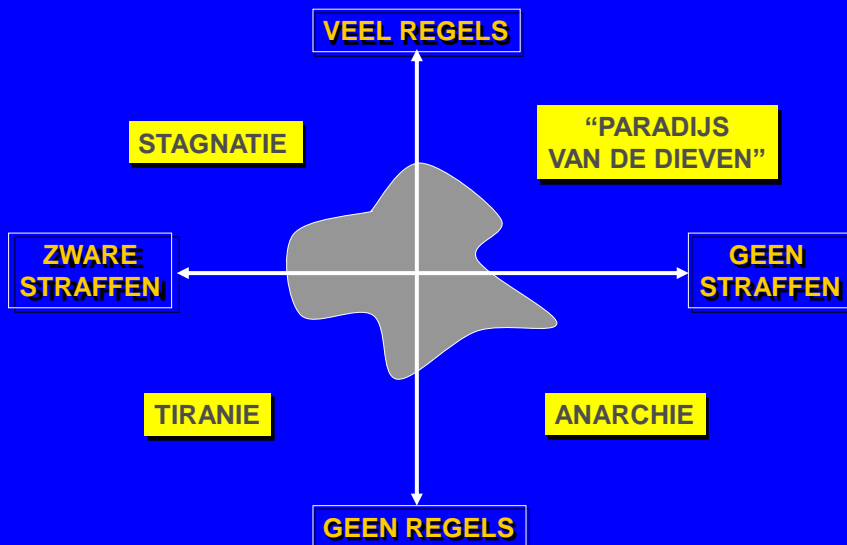 VEEL REGELS
STAGNATIE
“PARADIJS
VAN DE DIEVEN”
ZWARE
STRAFFEN
GEEN
STRAFFEN
TIRANIE
ANARCHIE
GEEN REGELS